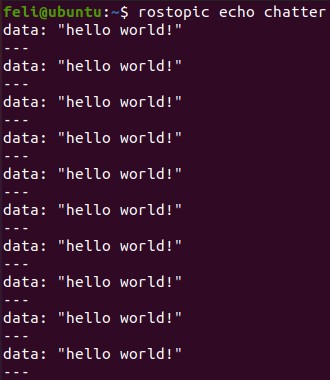 feli@ubuntu:~$ rostopic echo chatter
data: "hello world!"
---
data: "hello world!"
---
data: "hello world!"
---
data: "hello world!"
---
data: "hello world!"
---
data: "hello world!"
---
data: "hello world!"
---
data: "hello world!"
---
data: "hello world!"
---
data: "hello world!"
---